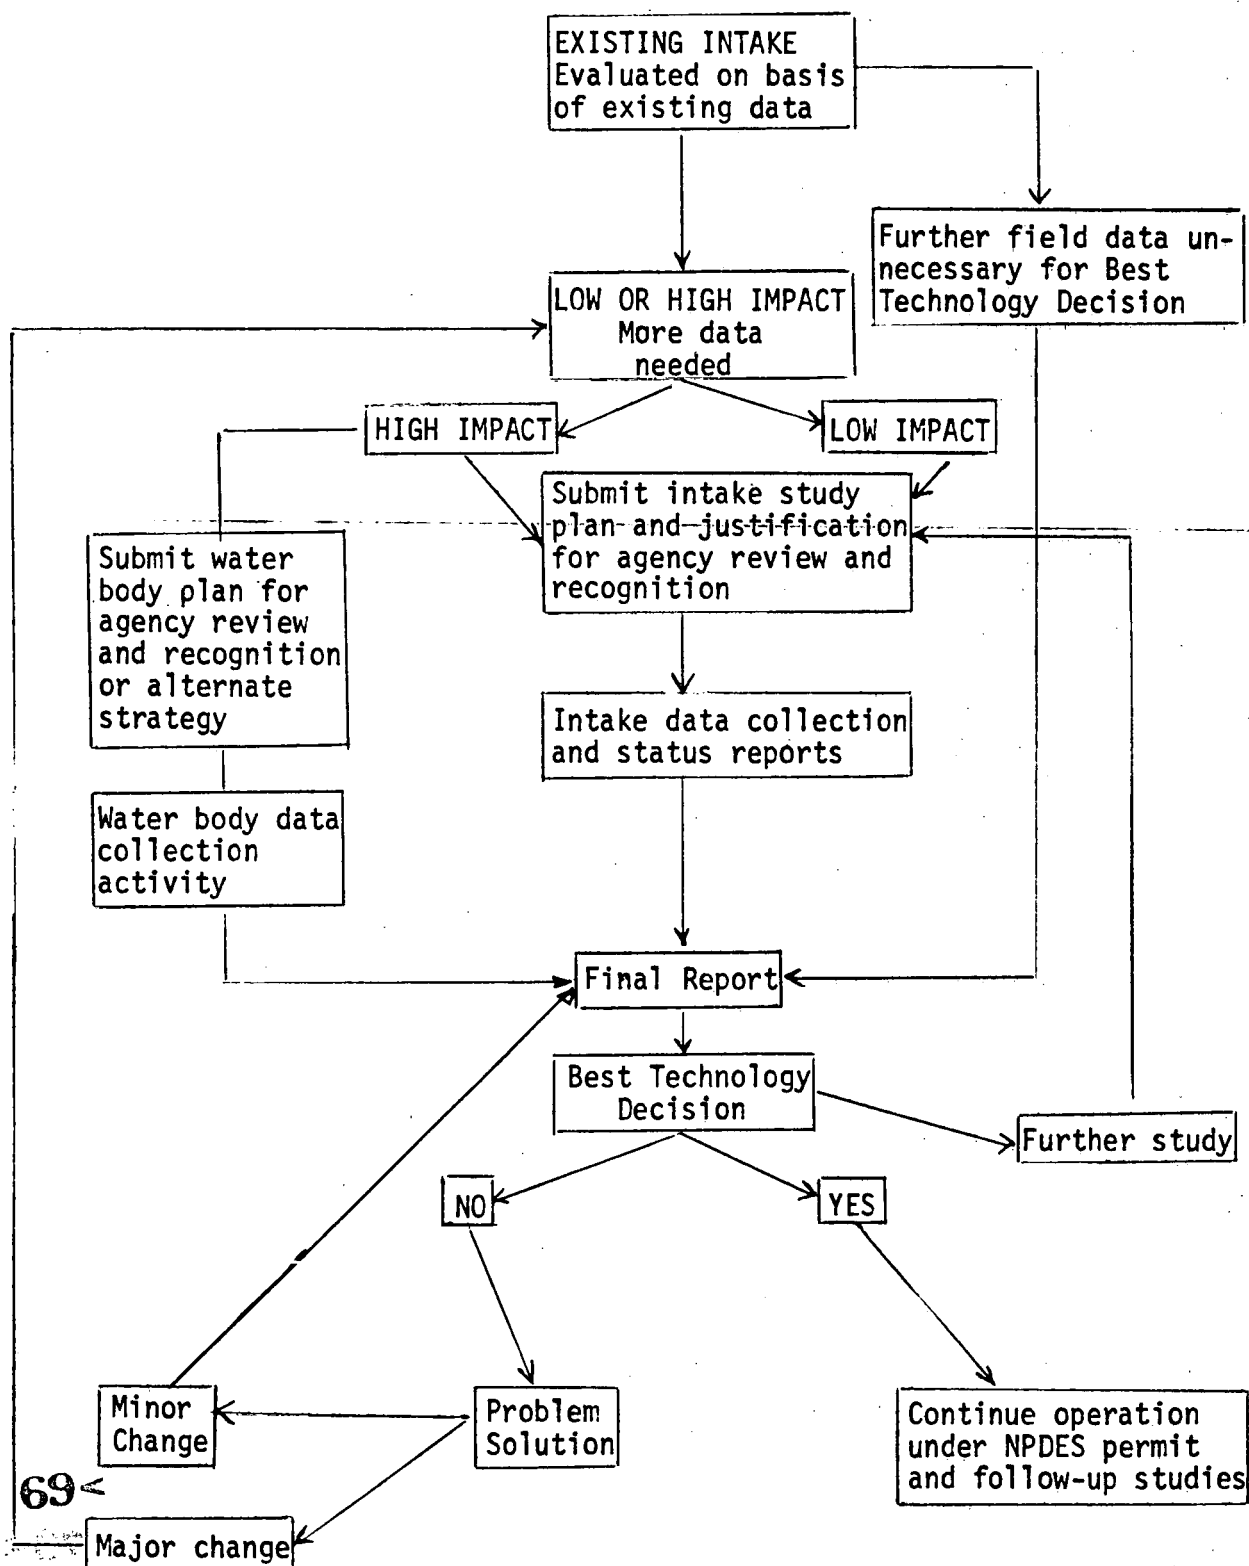 EXISTING INTAKE
Evaluated on basis
of existing data
Further field data un-
necessary for Best
Technology Decision
LOW OR HIGH IMPACT
More data
needed
HIGH IMPACT
LOW IMPACT
Submit intake study
plan and justification
for agency review and
recognition
Submit water
body plan for
agency review
and recognition
or alternate
strategy
Intake data collection
and status reports
Water body data
collection
activity
Final Report
Best Technology
Decision
Further study
NO
YES
Minor
Change
Problem
Solution
Continue operation
under NPDES permit
and follow-up studies
69<
Major change